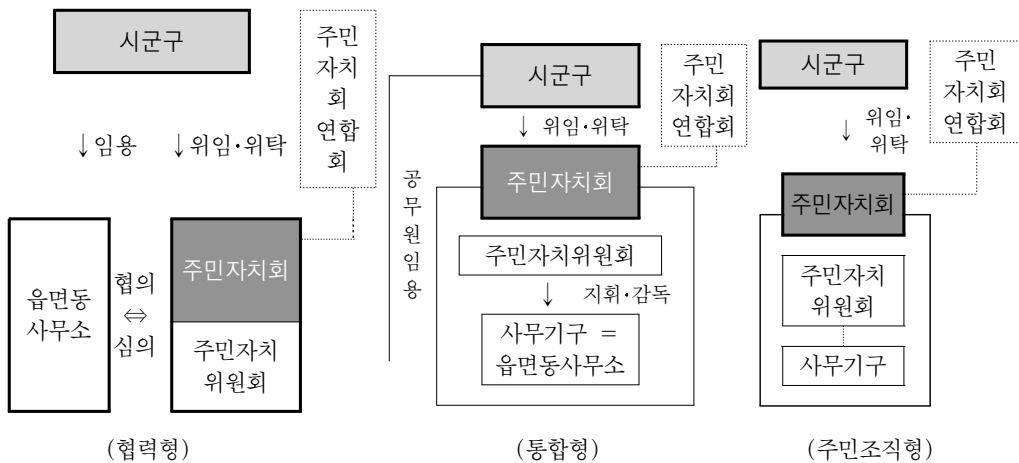 시군구
주민
자치
회
연합
회
↓임용
↓위임·위탁
읍면동
사무소
협의
⇔
심의
주민자치회
주민자치
위원회
(협력형)
시군구
주민
자치회
연합회
↓ 위임·위탁
공
무
원
임
용
주민자치회
주민자치위원회
↓ 지휘·감독
사무기구 =
읍면동사무소
(통합형)
시군구
주민
자치회
연합회
↓ 위임·
위탁
주민자치회
주민자치
위원회
사무기구
(주민조직형)